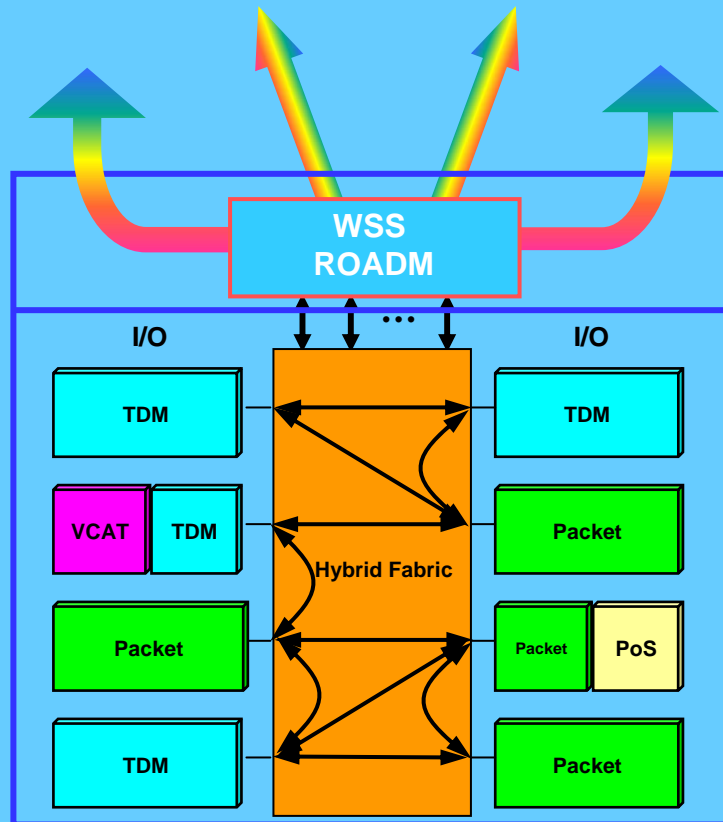 WSS
ROADM
...
I/O
I/O
TDM
TDM
VCAT
TDM
Packet
Hybrid Fabric
Packet
Packet
PoS
TDM
Packet